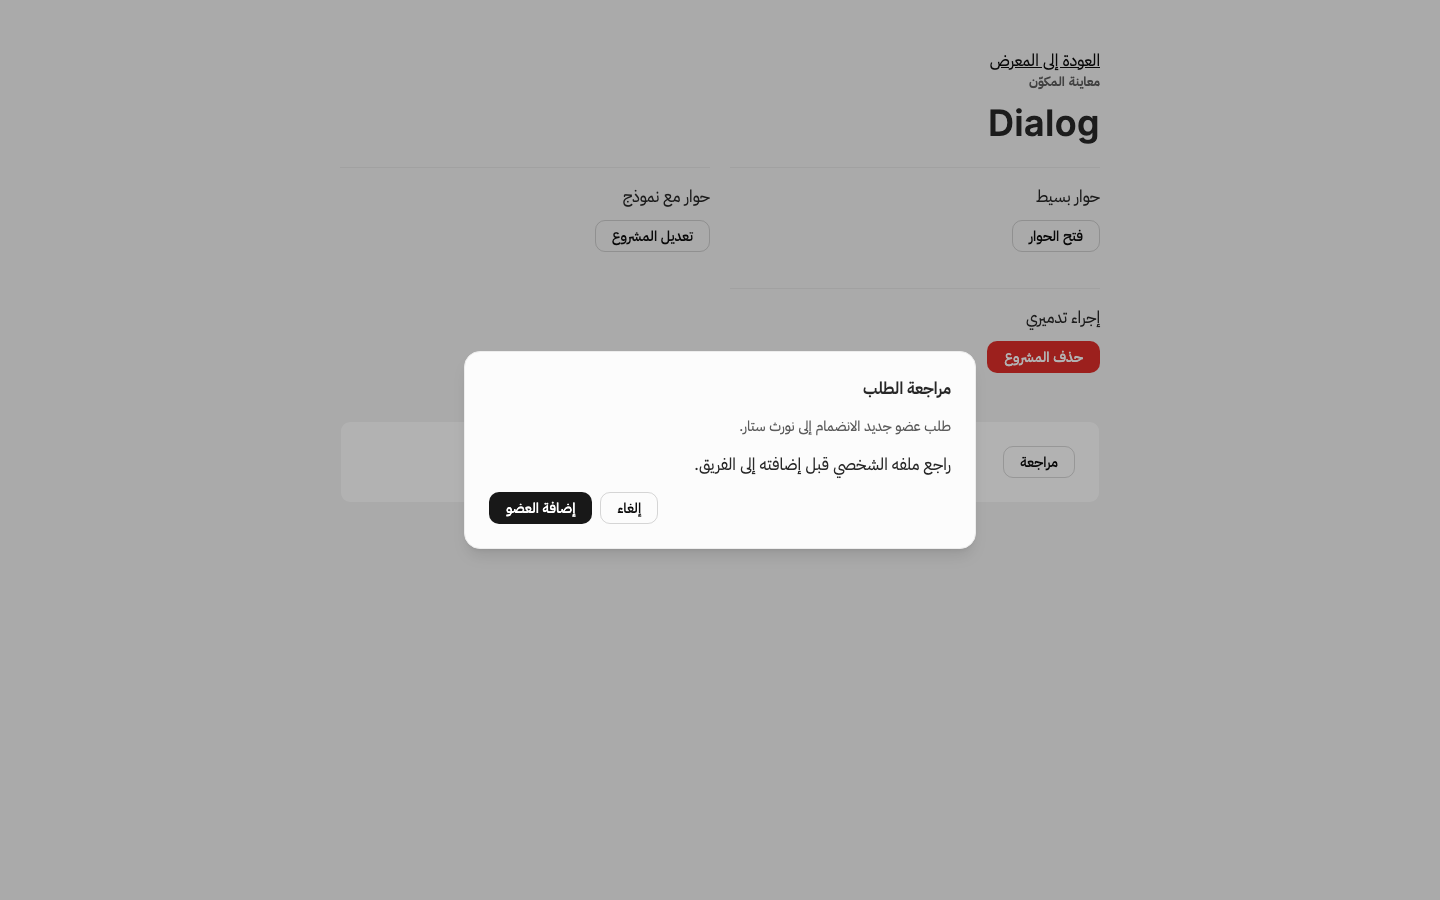 العودة إلى المعرض
معاينة المكوّن
Dialog
حوار بسيط
فتح الحوار
حوار مع نموذج
تعديل المشروع
إجراء تدميري
حذف المشروع
مراجعة
مراجعة الطلب
طلب عضو جديد الانضمام إلى نورث ستار.
راجع ملفه الشخصي قبل إضافته إلى الفريق.
إلغاء
إضافة العضو